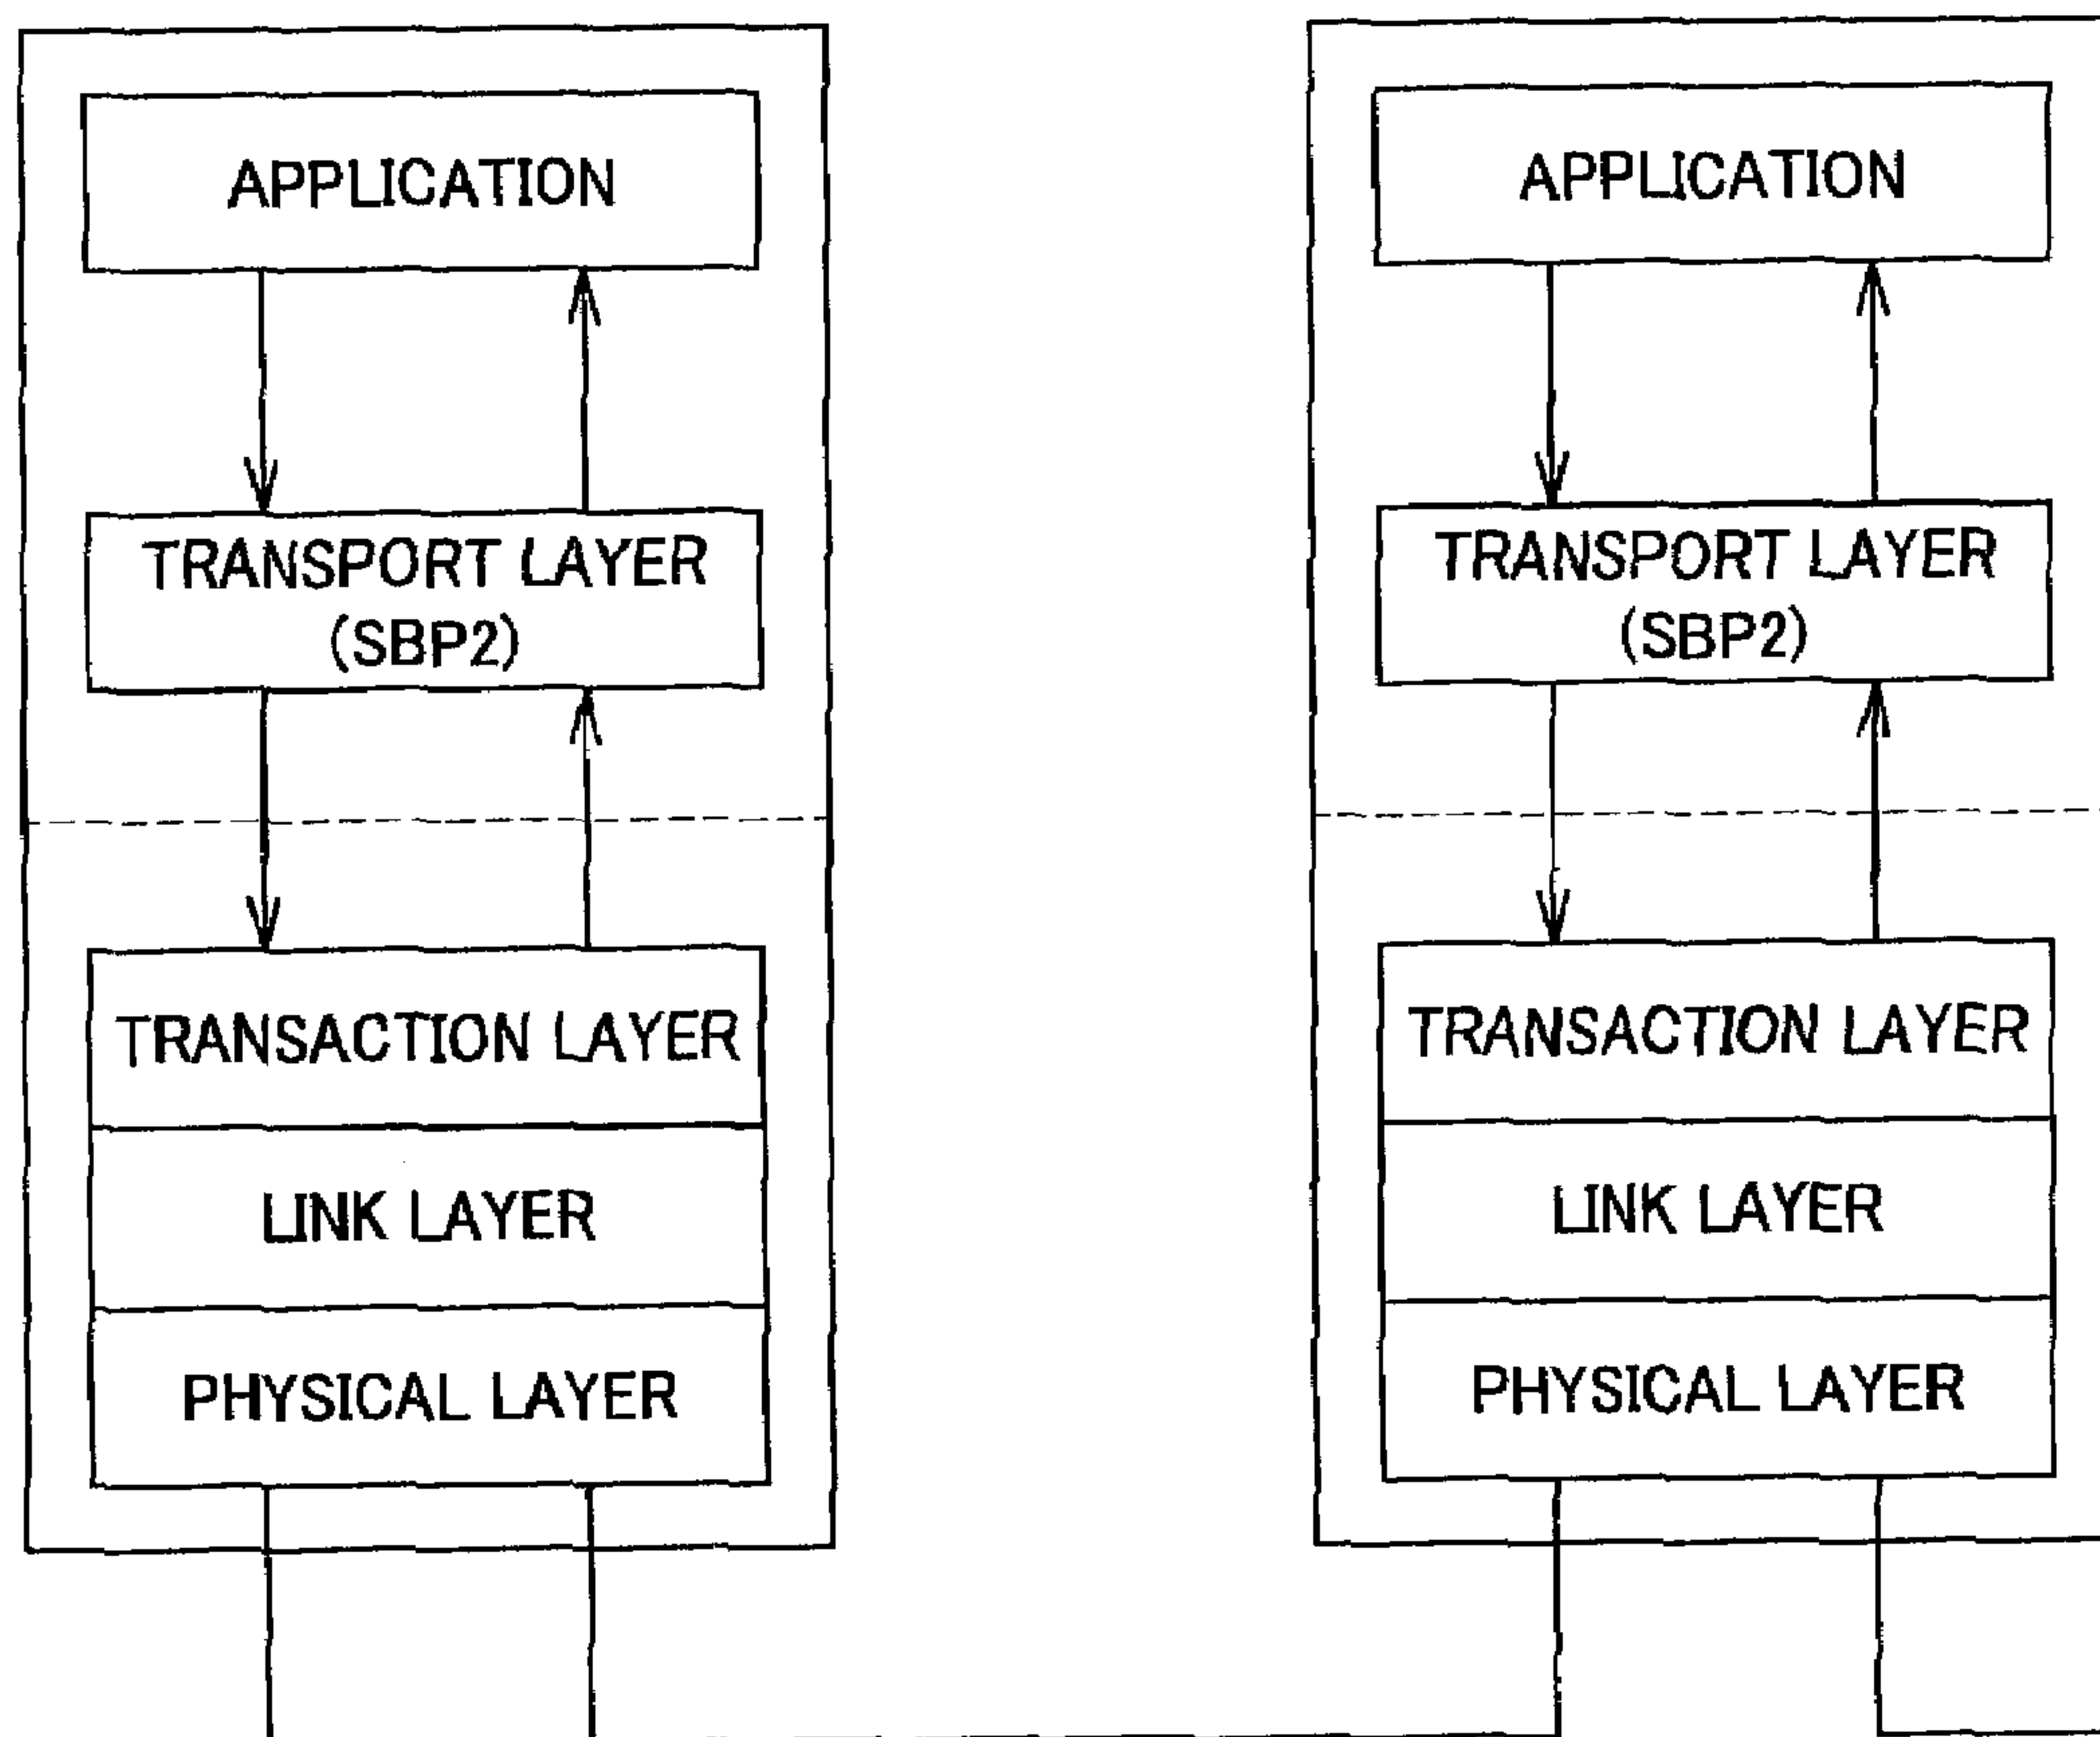 APPLICATION
TRANSPORT LAYER
(SBP2)
TRANSACTION LAYER
LINK LAYER
PHYSICAL LAYER
APPLICATION
TRANSPORT LAYER
(SBP2)
TRANSACTION LAYER
LINK LAYER
PHYSICAL LAYER